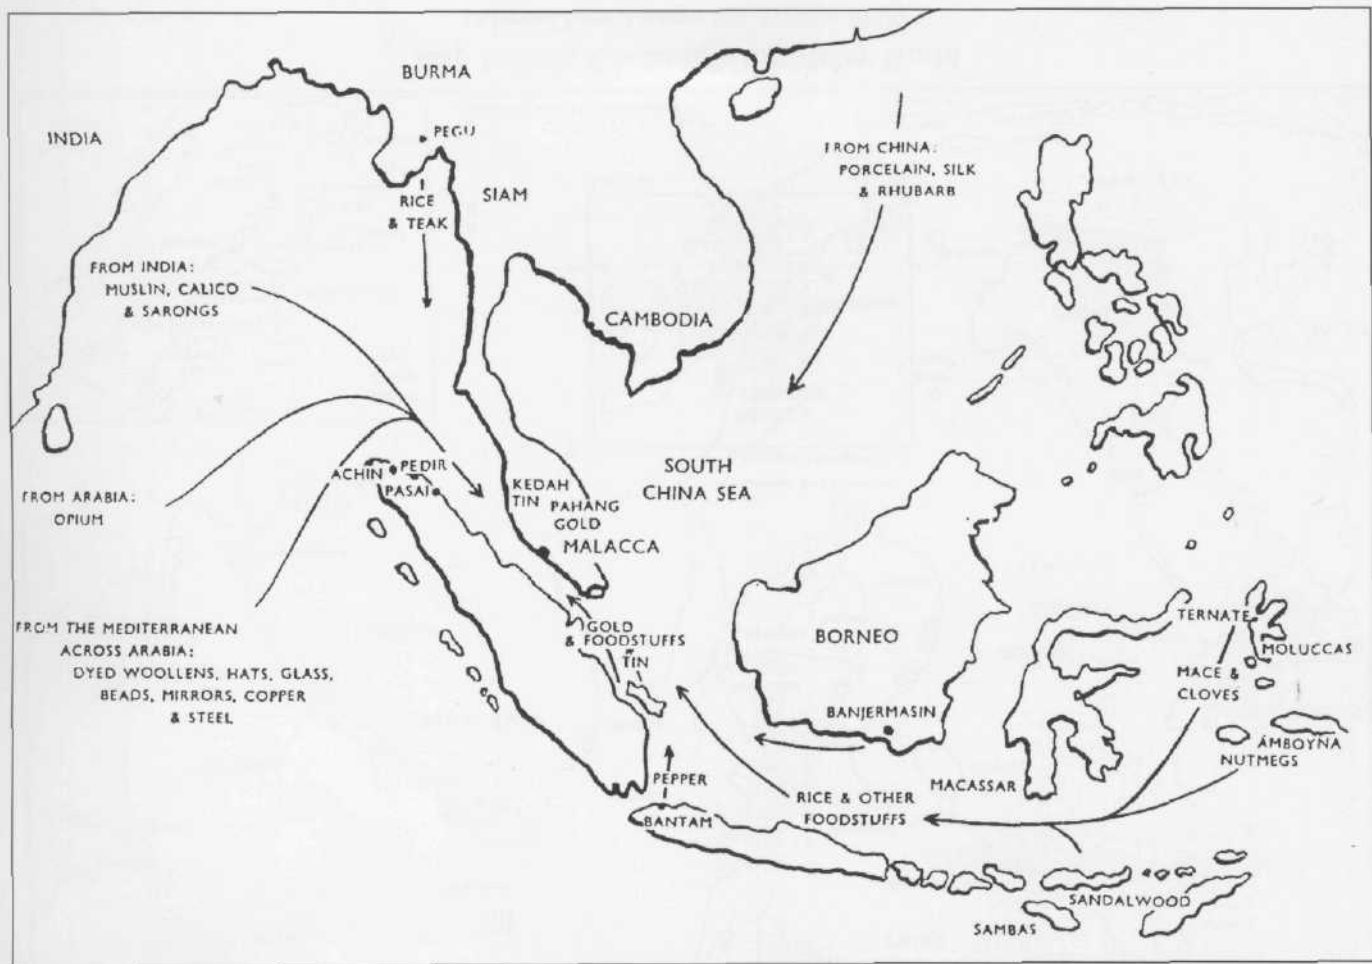 BURMA
INDIA
PEGU
SIAM
RICE
& TEAK
FROM CHINA:
PORCELAIN, SILK
& RHUBARB
FROM INDIA:
MUSLIN, CALICO
& SARONGS
CAMBODIA
ACHIN
PEDIR
PASAI
KEDAH
TIN
PAHANG
GOLD
MALACCA
SOUTH
CHINA SEA
FROM ARABIA:
OPIUM
FROM THE MEDITERRANEAN
ACROSS ARABIA:
DYED WOOLLENS, HATS, GLASS,
BEADS, MIRRORS, COPPER
& STEEL
GOLD
& FOODSTUFFS
TIN
BORNEO
TERNATE
MOLUCCAS
MACE &
CLOVES
BANJERMASIN
AMBOYNA
NUTMEGS
MACASSAR
PEPPER
RICE & OTHER
FOODSTUFFS
BANTAM
SANDALWOOD
SAMBAS